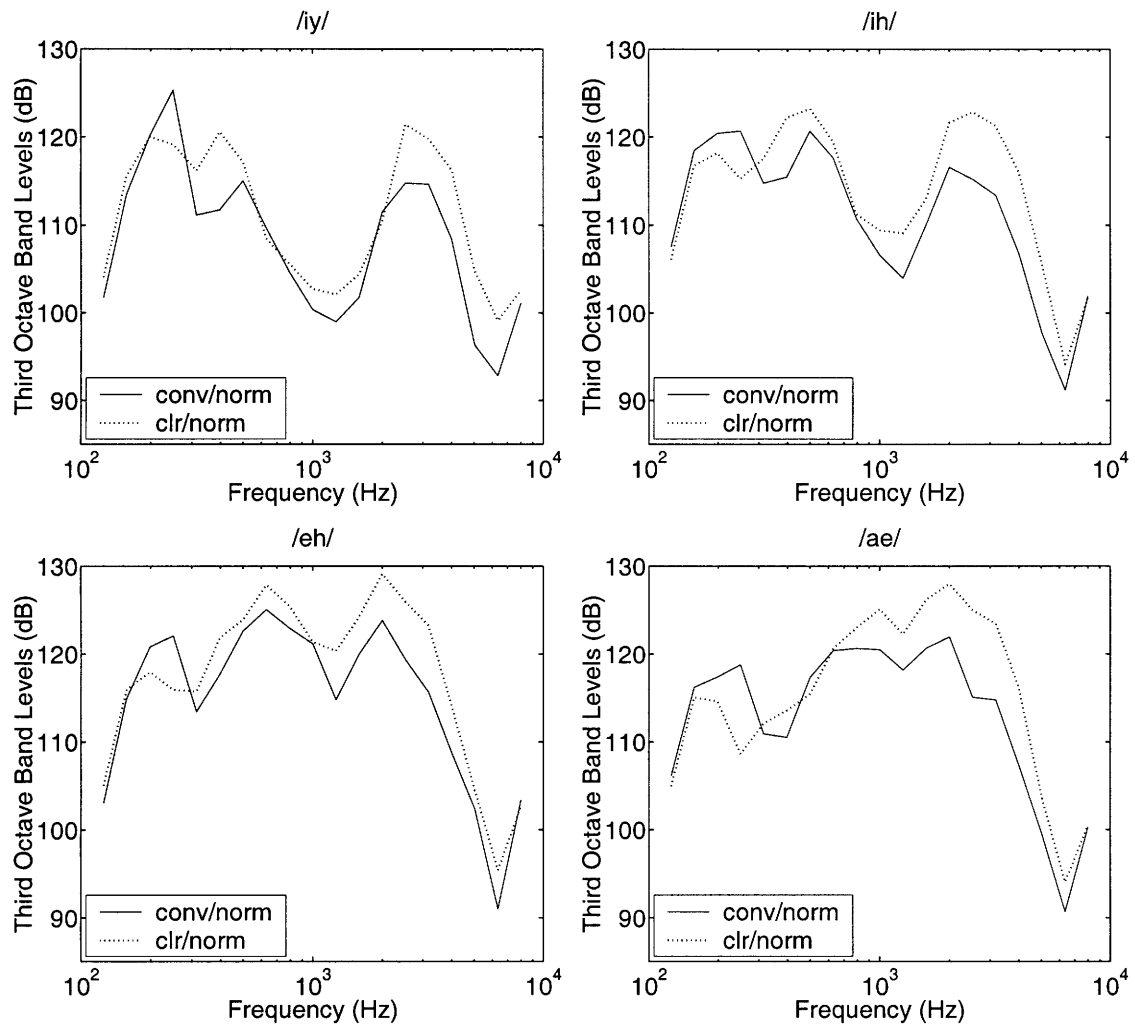 /iy/
130
120
110
100
90
Third Octave Band Levels (dB)
conv/norm
clr/norm
10^2
10^3
10^4
Frequency (Hz)
/ih/
130
120
110
100
90
Third Octave Band Levels (dB)
conv/norm
clr/norm
10^2
10^3
10^4
Frequency (Hz)
/eh/
130
120
110
100
90
Third Octave Band Levels (dB)
conv/norm
clr/norm
10^2
10^3
10^4
Frequency (Hz)
/ae/
130
120
110
100
90
Third Octave Band Levels (dB)
conv/norm
clr/norm
10^2
10^3
10^4
Frequency (Hz)